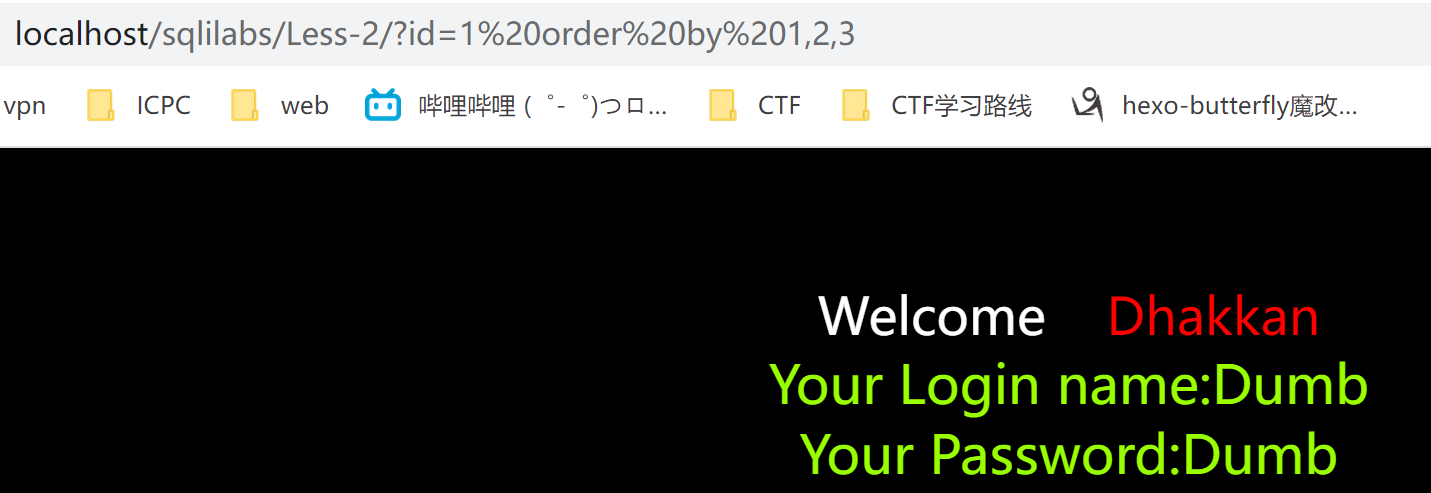 localhost/sqlilabs/Less-2/?id=1%20order%20by%201,2,3
vpn ICPC web 哔哩哔哩 ( ゜- ゜)つロ... CTF CTF学习路线 hexo-butterfly魔改...
Welcome Dhakkan
Your Login name:Dumb
Your Password:Dumb